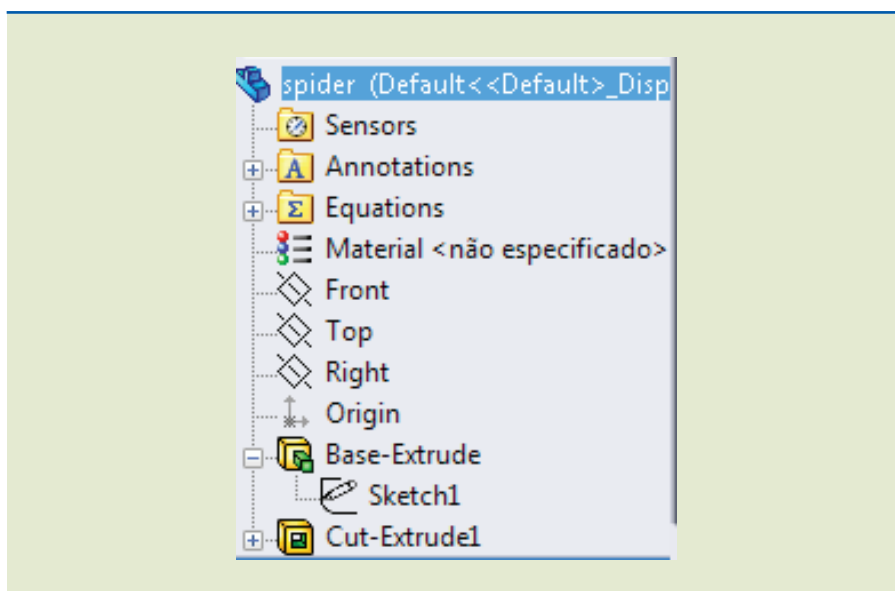 spider (Default<<Default>_Disp
Sensors
Annotations
Equations
Material <não especificado>
Front
Top
Right
Origin
Base-Extrude
Sketch1
Cut-Extrude1